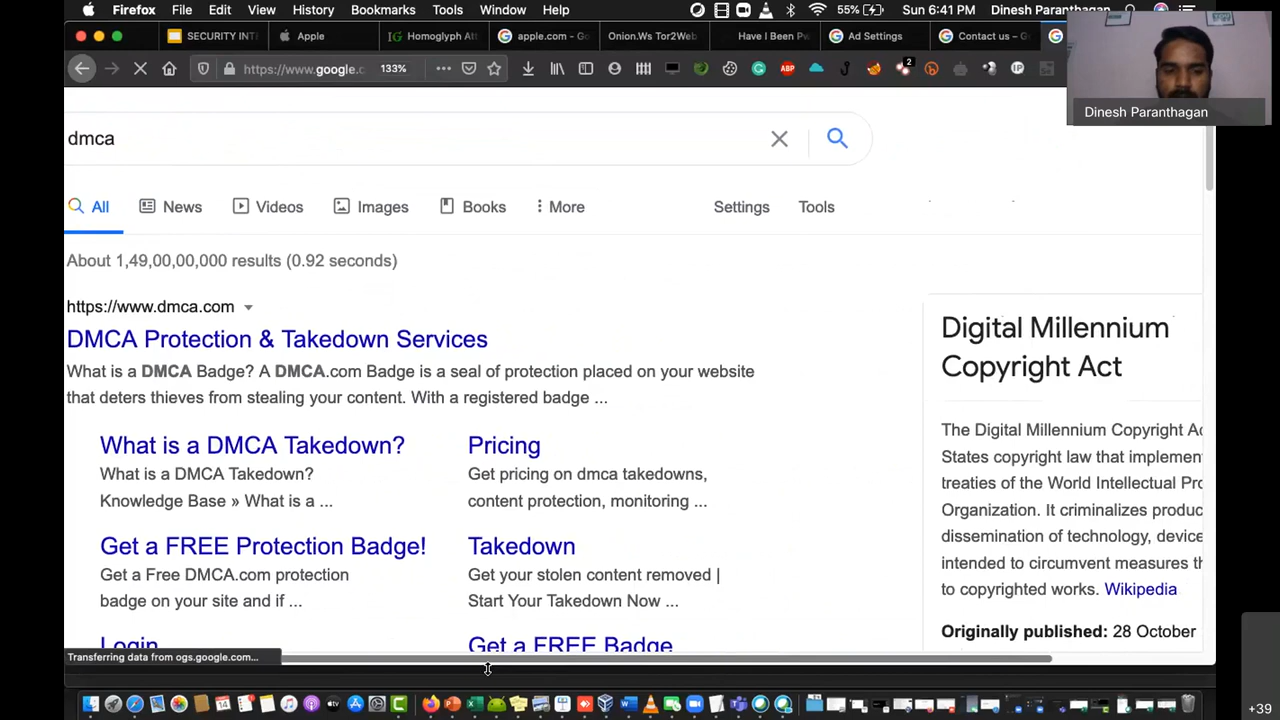 Firefox File Edit View History Bookmarks Tools Window Help 55% Sun 6:41 PM Dinesh Paranthagan
SECURITY INT Apple Homoglyph Att apple.com - Go Onion.Ws Tor2Web Have I Been Pw Ad Settings Contact us - Go
https://www.google.c 133% ABP 2 IP
Dinesh Paranthagan
dmca
All News Videos Images Books More Settings Tools
About 1,49,00,00,000 results (0.92 seconds)
https://www.dmca.com
DMCA Protection & Takedown Services
What is a DMCA Badge? A DMCA.com Badge is a seal of protection placed on your website
that deters thieves from stealing your content. With a registered badge ...
What is a DMCA Takedown?
What is a DMCA Takedown?
Knowledge Base » What is a ...
Pricing
Get pricing on dmca takedowns,
content protection, monitoring ...
Get a FREE Protection Badge!
Get a Free DMCA.com protection
badge on your site and if ...
Takedown
Get your stolen content removed |
Start Your Takedown Now ...
Login
Get a FREE Badge
Digital Millennium
Copyright Act
The Digital Millennium Copyright Ac
States copyright law that implemen
treaties of the World Intellectual Pro
Organization. It criminalizes produc
dissemination of technology, device
intended to circumvent measures th
to copyrighted works. Wikipedia
Originally published: 28 October
Transferring data from ogs.google.com...
+39